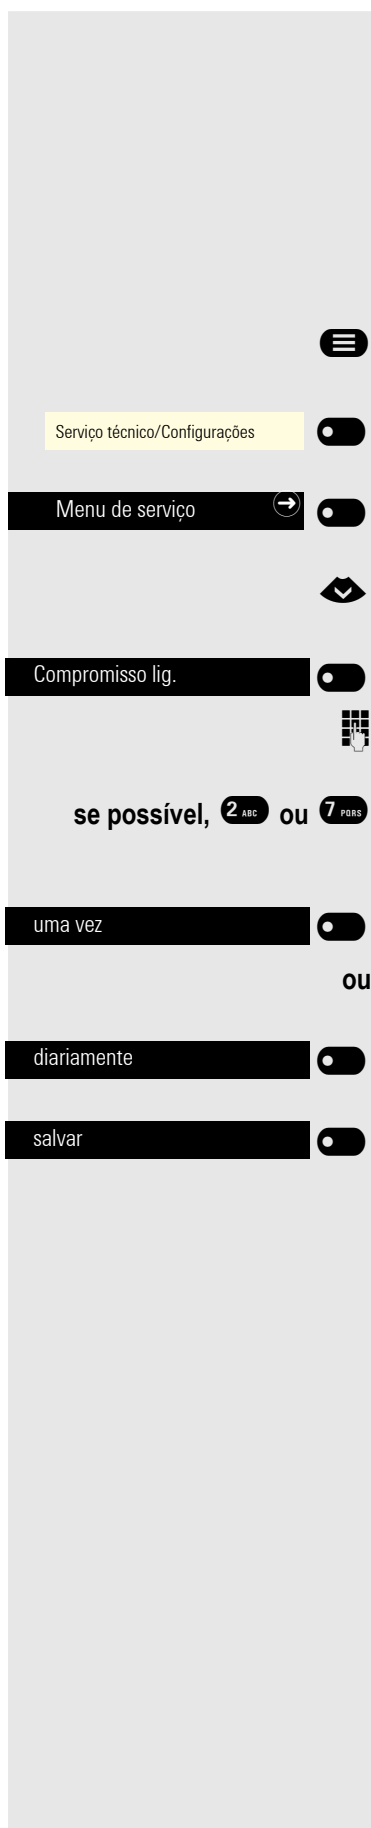 Serviço técnico/Configurações
Menu de serviço
Compromisso lig.
se possível, 2 ABC ou 7 PQRS
uma vez
ou
diariamente
salvar